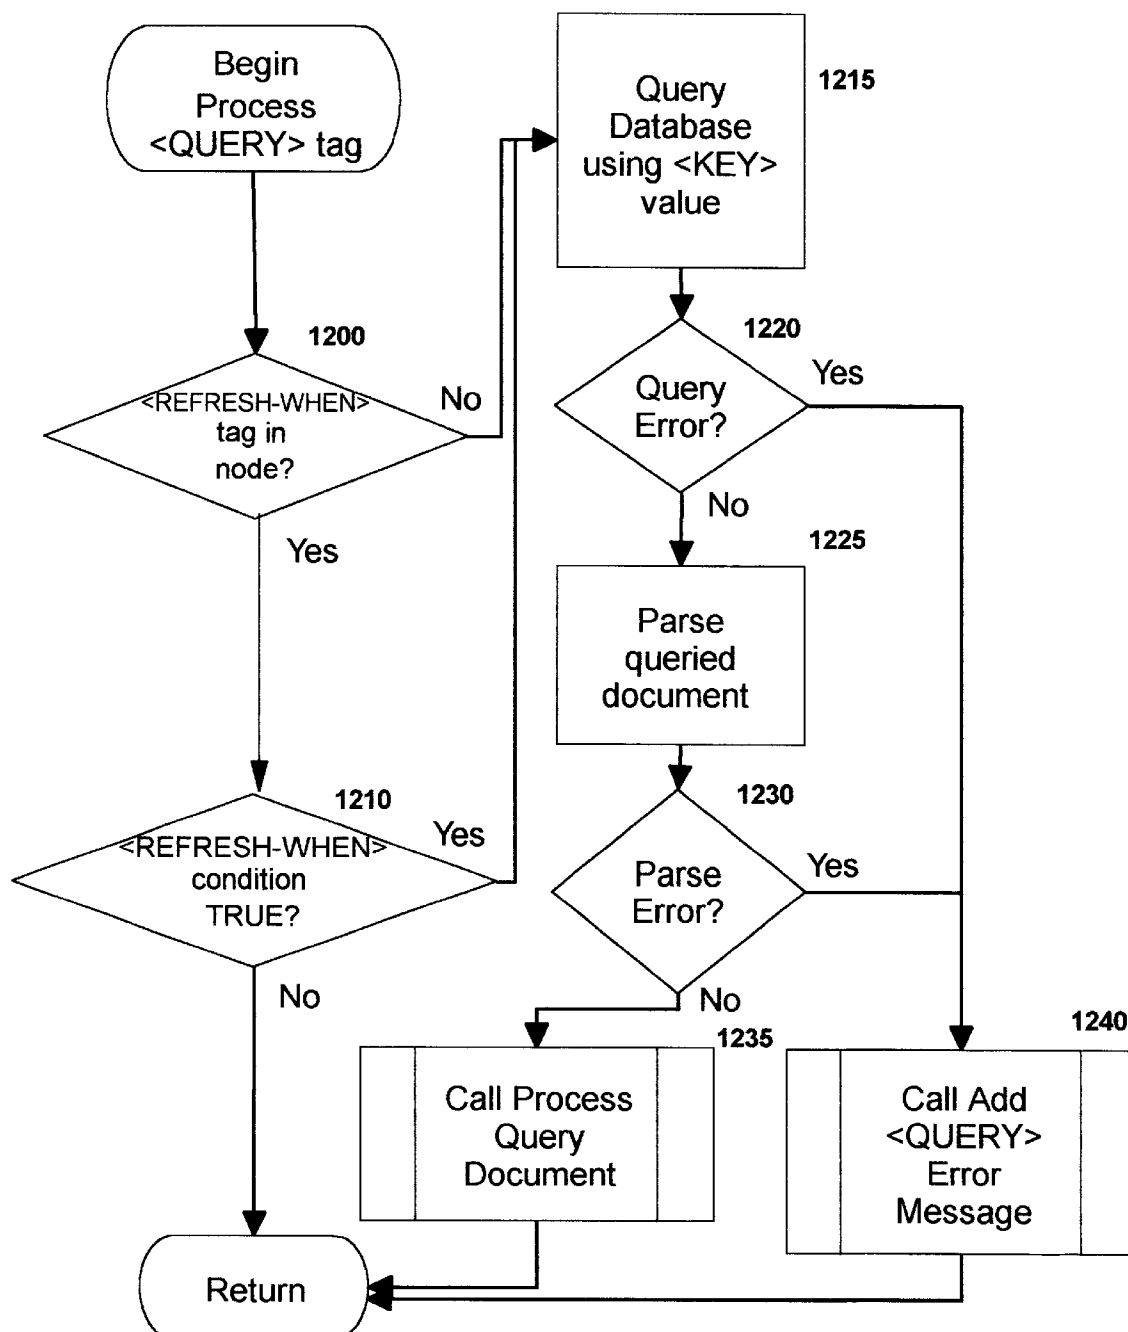 Begin
Process
<QUERY> tag
1200
<REFRESH-WHEN>
tag in
node?
No
Yes
1210
<REFRESH-WHEN>
condition
TRUE?
Yes
No
Query
Database
using <KEY>
value
1215
1220
Query
Error?
Yes
No
1225
Parse
queried
document
1230
Parse
Error?
Yes
No
1235
Call Process
Query
Document
1240
Call Add
<QUERY>
Error
Message
Return